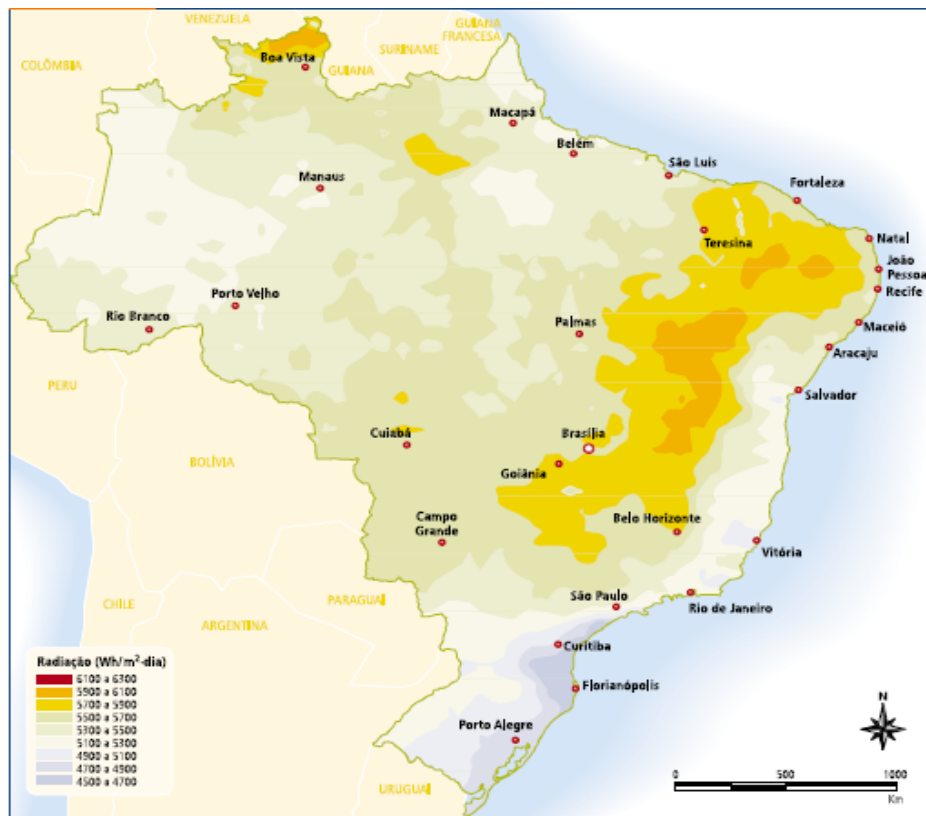 VENEZUELA
GUIANA
FRANCESA
SURINAME
COLÔMBIA
GUIANA
Boa Vista
Macapá
Belém
São Luis
Manaus
Fortaleza
Teresina
Natal
João
Pessoa
Recife
Porto Velho
Rio Branco
Palmas
Maceió
Aracaju
PERU
Salvador
Cuiabá
Brasília
BOLÍVIA
Goiânia
Campo
Grande
Belo Horizonte
Vitória
São Paulo
Rio de Janeiro
CHILE
PARAGUAI
ARGENTINA
Curitiba
Florianópolis
Porto Alegre
URUGUAI
Radiação (Wh/m²-dia)
6100 a 6300
5900 a 6100
5700 a 5900
5500 a 5700
5300 a 5500
5100 a 5300
4900 a 5100
4700 a 4900
4500 a 4700
N
0 500 1000
Km